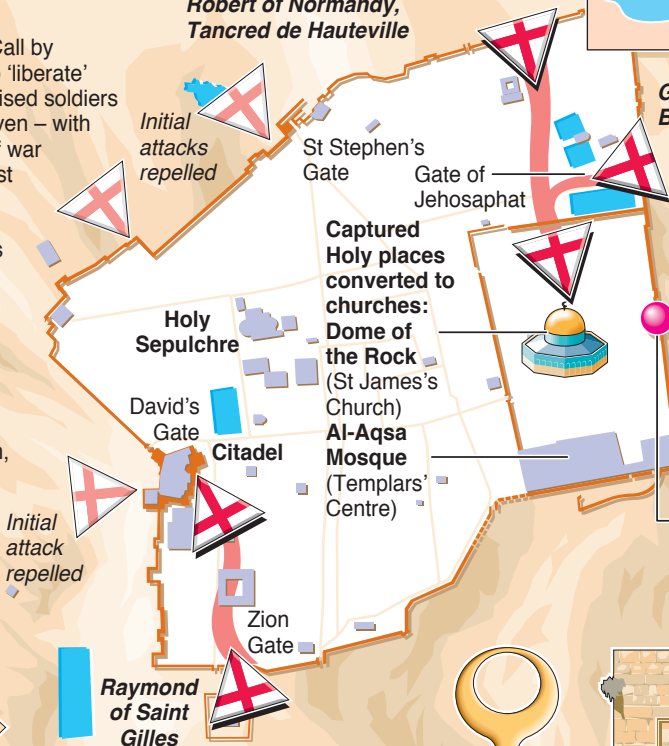 Robert of Normandy,
Tancred de Hauteville
Call by
‘liberate’
ised soldiers
ven – with
war
st
s
Initial
attacks
repelled
St Stephen’s
Gate
Gate of
Jehosaphat
G
E
Captured
Holy places
converted to
churches:
Dome of
the Rock
(St James’s
Church)
Al-Aqsa
Mosque
(Templars’
Centre)
Holy
Sepulchre
David’s
Gate
Citadel
Initial
attack
repelled
Zion
Gate
Raymond
of Saint
Gilles